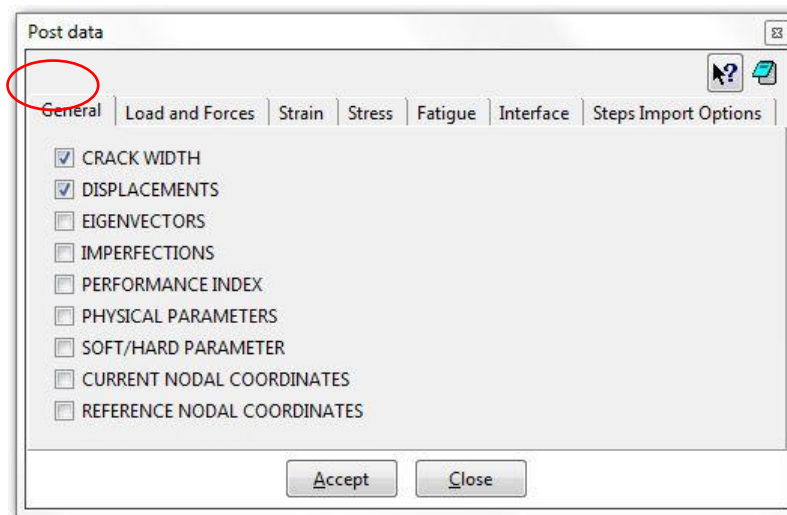 Post data
General Load and Forces Strain Stress Fatigue Interface Steps Import Options
CRACK WIDTH
DISPLACEMENTS
EIGENVECTORS
IMPERFECTIONS
PERFORMANCE INDEX
PHYSICAL PARAMETERS
SOFT/HARD PARAMETER
CURRENT NODAL COORDINATES
REFERENCE NODAL COORDINATES
Accept Close